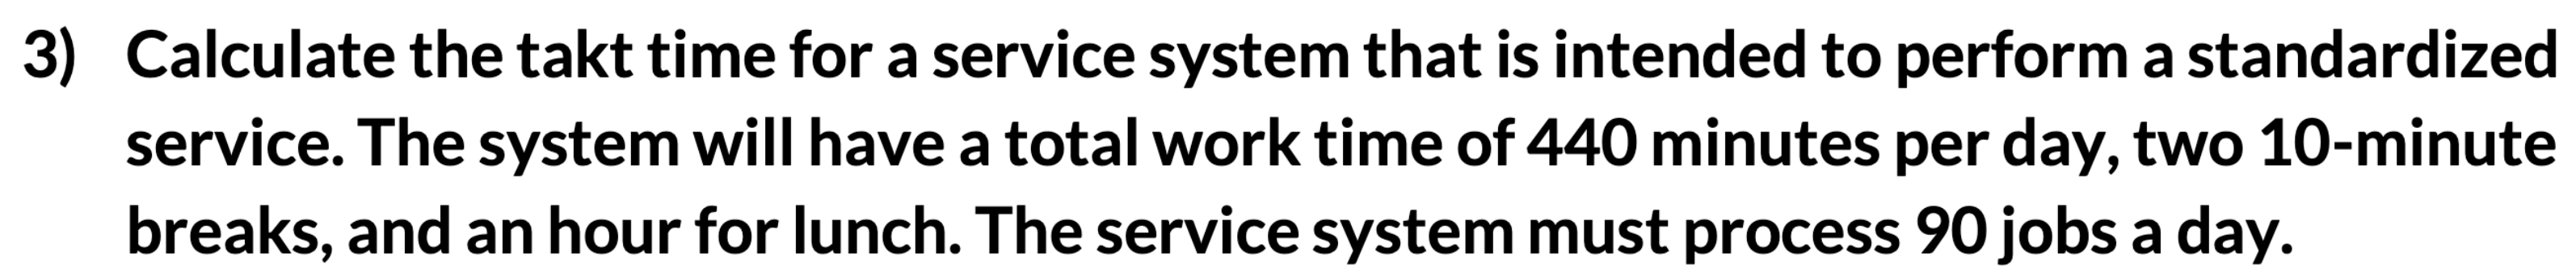 3) Calculate the takt time for a service system that is intended to perform a standardized
service. The system will have a total work time of 440 minutes per day, two 10-minute
breaks, and an hour for lunch. The service system must process 90 jobs a day.